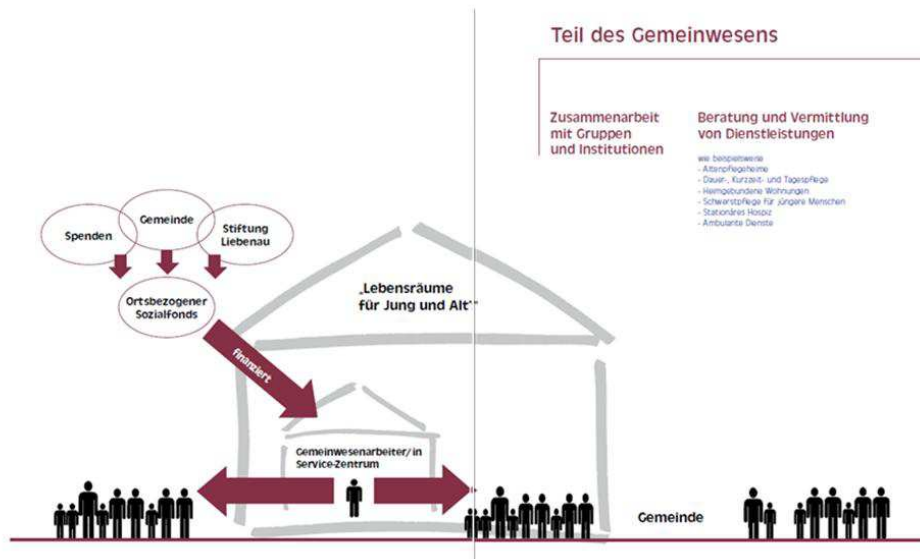 Teil des Gemeinwesens
Zusammenarbeit
mit Gruppen
und Institutionen
Beratung und Vermittlung
von Dienstleistungen
wie beispielsweise
- Altenpflegeheime
- Dauer-, Kurzzeit- und Tagespflege
- Heimgebundene Wohnungen
- Schwerstpflege für jüngere Menschen
- Stationäres Hospiz
- Ambulante Dienste
Spenden
Gemeinde
Stiftung
Liebenau
Ortsbezogener
Sozialfonds
finanziert
„Lebensräume
für Jung und Alt“
Gemeinwesenarbeiter/in
Service-Zentrum
Gemeinde